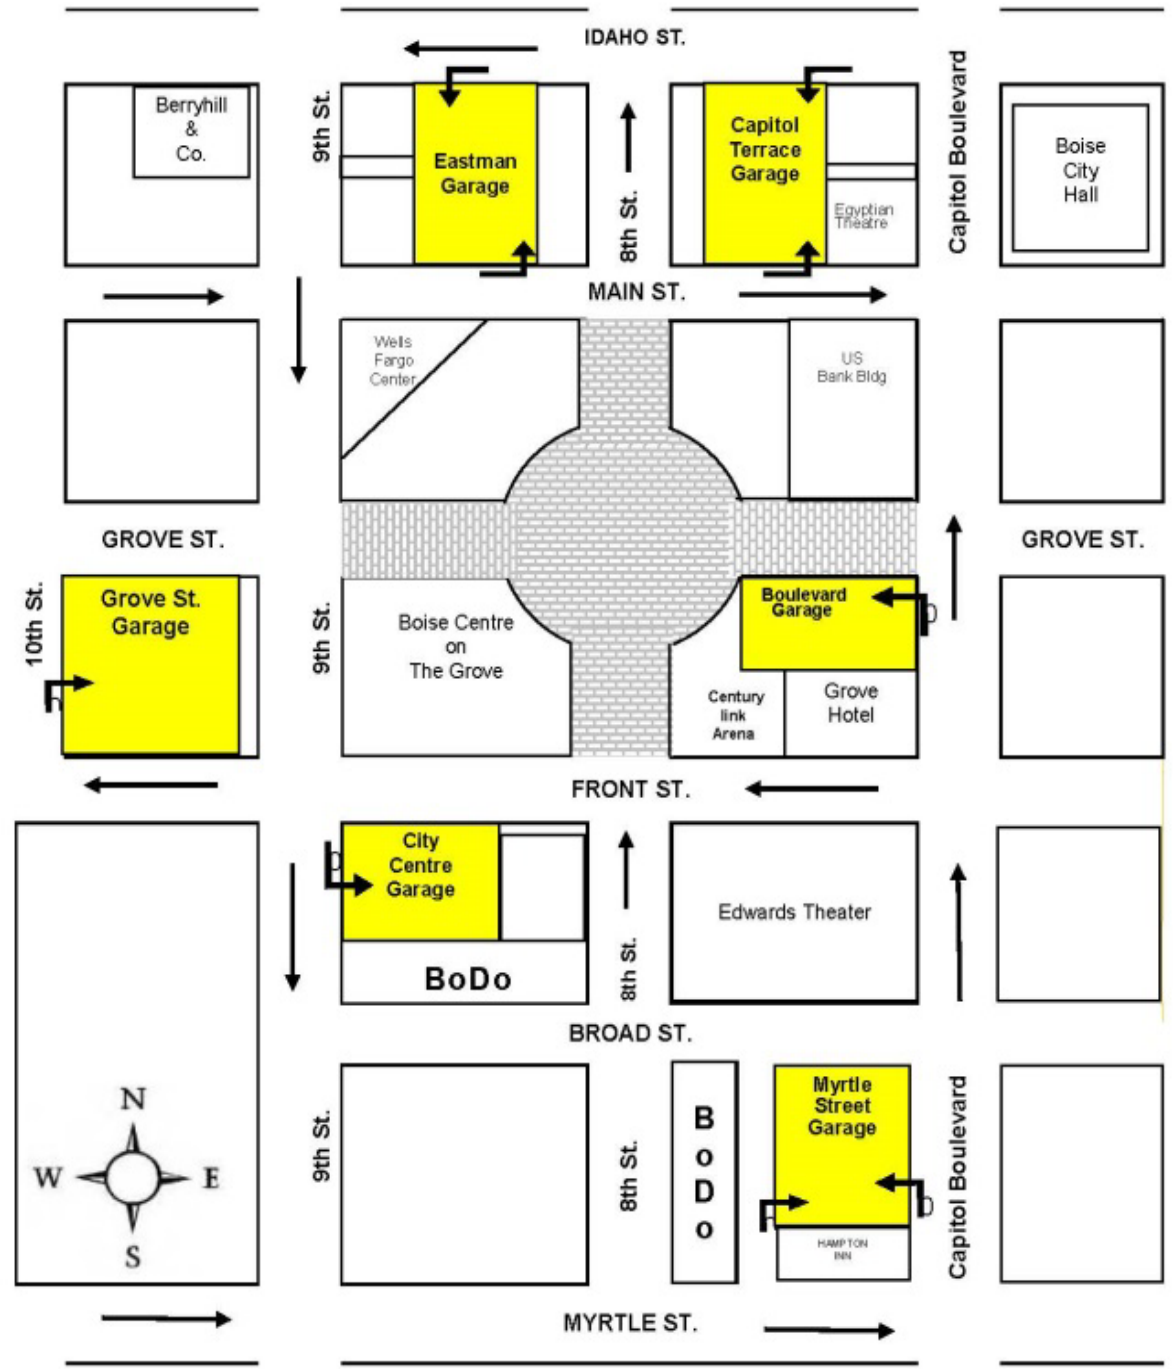 IDAHO ST.
Berryhill
&
Co.
9th St.
Eastman
Garage
8th St.
Capitol
Terrace
Garage
Egyptian
Theatre
Capitol Boulevard
Boise
City
Hall
MAIN ST.
Wells
Fargo
Center
US
Bank Bldg
GROVE ST.
GROVE ST.
10th St.
Grove St.
Garage
9th St.
Boise Centre
on
The Grove
Boulevard
Garage
Century
link
Arena
Grove
Hotel
FRONT ST.
City
Centre
Garage
BoDo
8th St.
Edwards Theater
BROAD ST.
N
W
E
S
9th St.
8th St.
B
o
D
o
Myrtle
Street
Garage
HAMPTON
INN
Capitol Boulevard
MYRTLE ST.